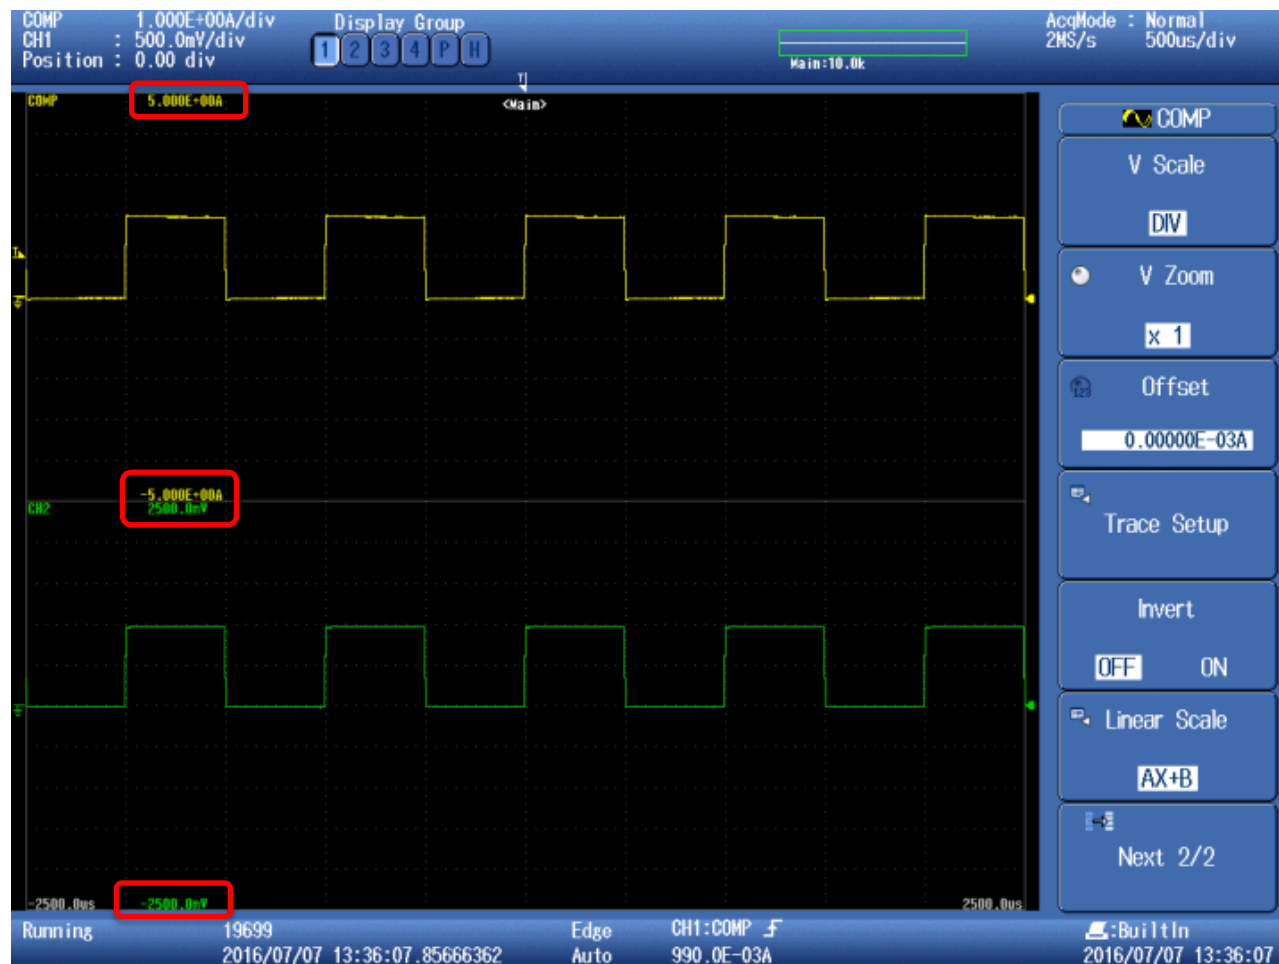 COMP 1.000E+00A/div Display Group AcqMode : Normal
CH1 : 500.0mV/div 1 2 3 4 P H 2MS/s 500us/div
Position : 0.00 div Main:10.0k
T
COMP 5.000E+00A <Main>
COMP
V Scale
DIV
T
V Zoom
x 1
123 Offset
0.00000E-03A
-5.000E+00A
CH2 2500.0mV
Trace Setup
Invert
OFF ON
Linear Scale
AX+B
Next 2/2
-2500.0us -2500.0mV 2500.0us
Running 19699 Edge CH1:COMP :BuiltIn
2016/07/07 13:36:07.85666362 Auto 990.0E-03A 2016/07/07 13:36:07